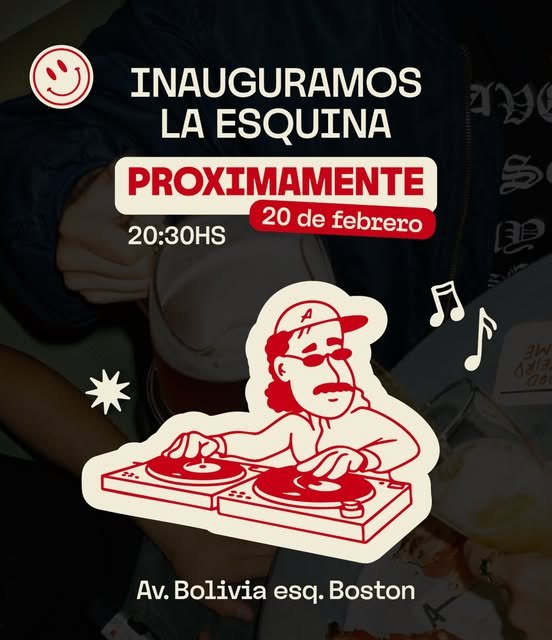 INAUGURAMOS
LA ESQUINA
PROXIMAMENTE
20 de febrero
20:30HS
A
Av. Bolivia esq. Boston